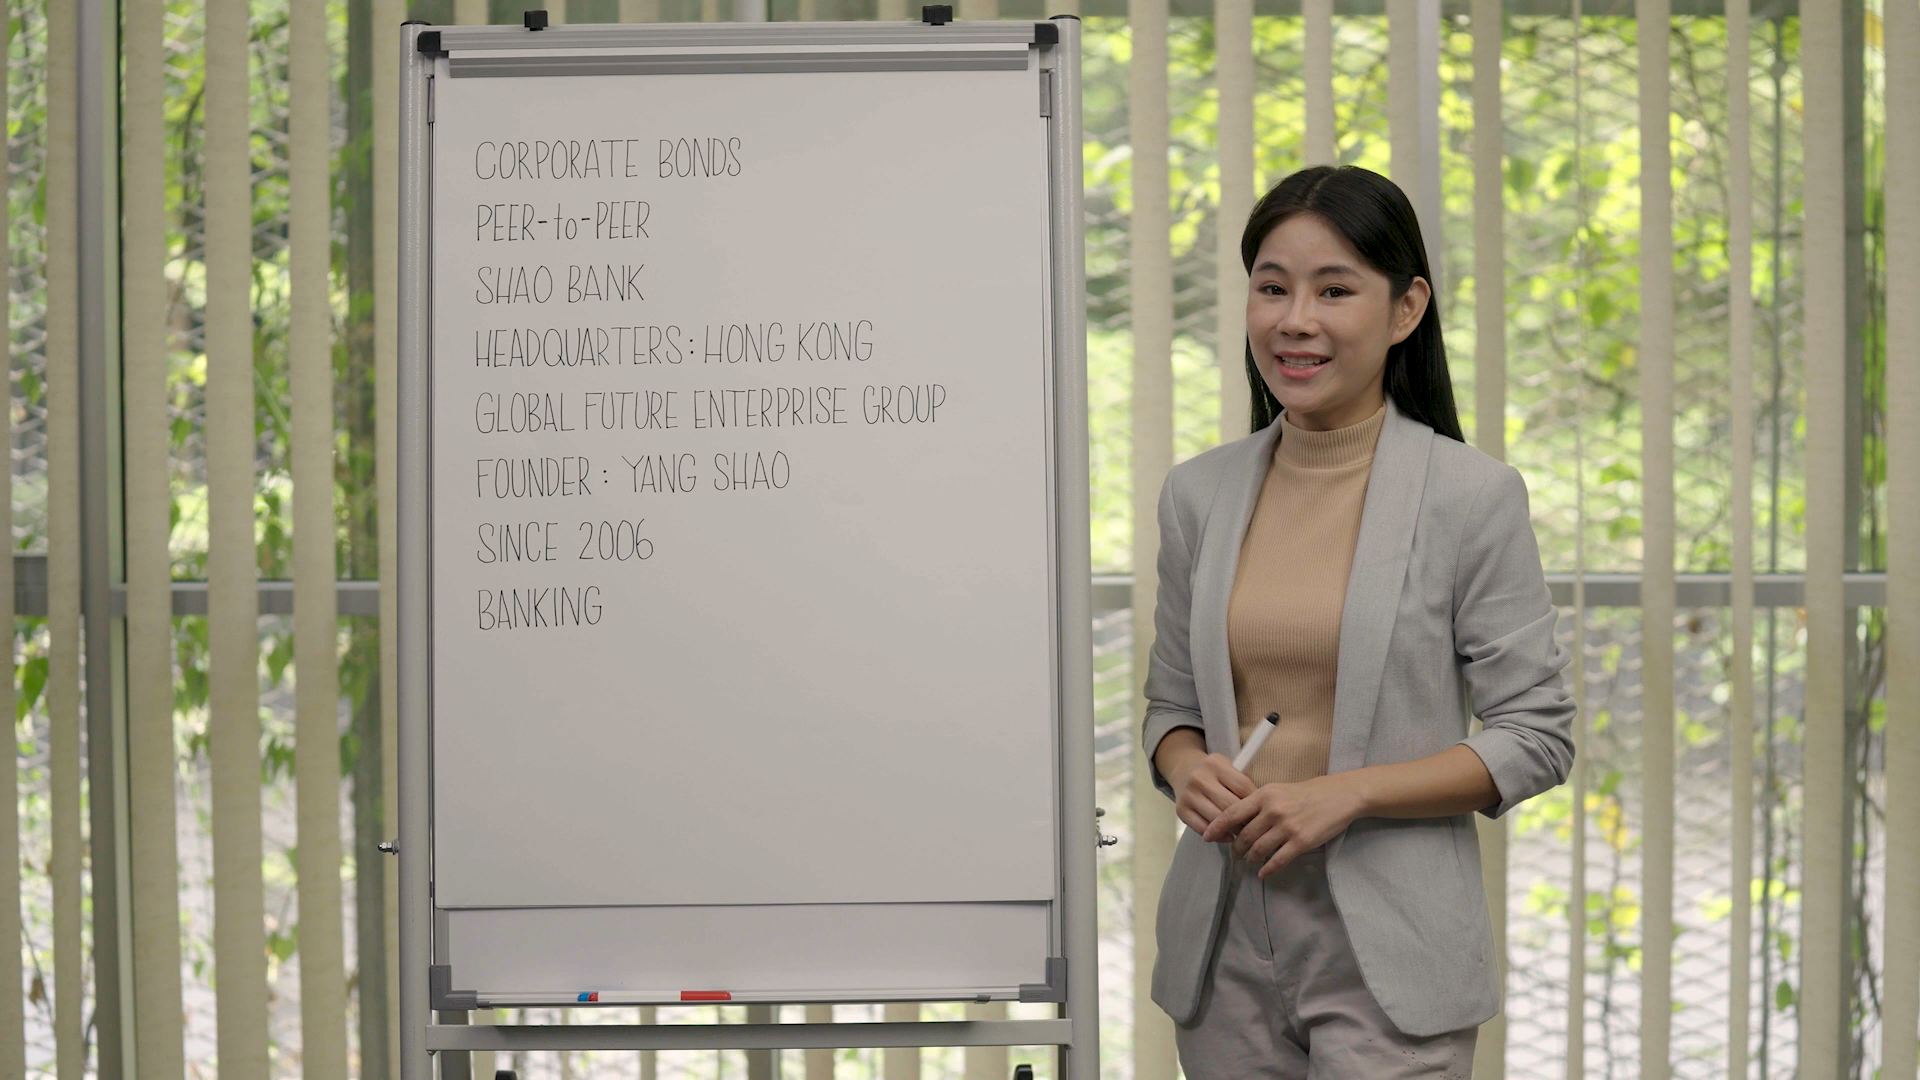 CORPORATE BONDS
PEER-to-PEER
SHAO BANK
HEADQUARTERS: HONG KONG
GLOBAL FUTURE ENTERPRISE GROUP
FOUNDER: YANG SHAO
SINCE 2006
BANKING